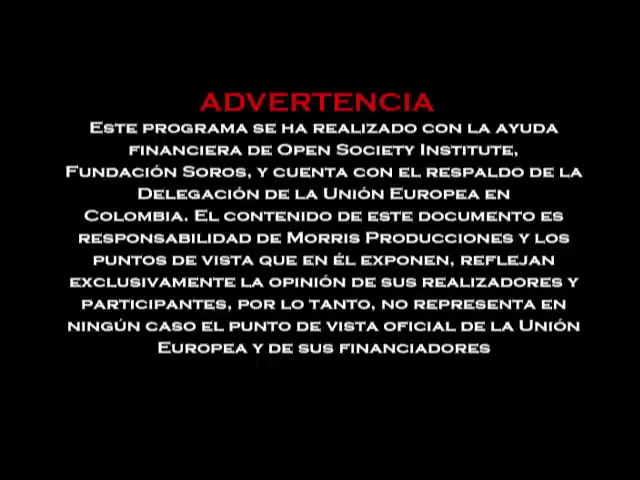 ADVERTENCIA
ESTE PROGRAMA SE HA REALIZADO CON LA AYUDA
FINANCIERA DE OPEN SOCIETY INSTITUTE,
FUNDACIÓN SOROS, Y CUENTA CON EL RESPALDO DE LA
DELEGACIÓN DE LA UNIÓN EUROPEA EN
COLOMBIA. EL CONTENIDO DE ESTE DOCUMENTO ES
RESPONSABILIDAD DE MORRIS PRODUCCIONES Y LOS
PUNTOS DE VISTA QUE EN ÉL EXPONEN, REFLEJAN
EXCLUSIVAMENTE LA OPINIÓN DE SUS REALIZADORES Y
PARTICIPANTES, POR LO TANTO, NO REPRESENTA EN
NINGÚN CASO EL PUNTO DE VISTA OFICIAL DE LA UNIÓN
EUROPEA Y DE SUS FINANCIADORES